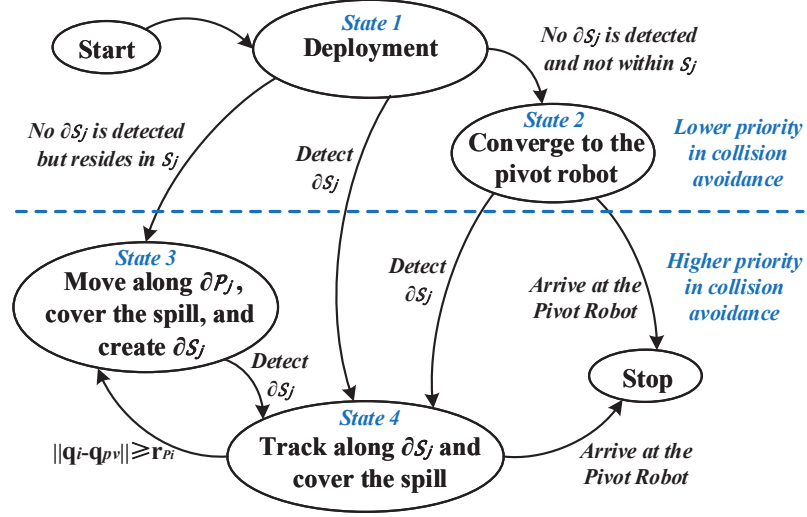 Start
State 1
Deployment
No ∂Sj is detected
and not within Sj
No ∂Sj is detected
but resides in Sj
Detect
∂Sj
State 2
Converge to the
pivot robot
Lower priority
in collision
avoidance
State 3
Move along ∂Pj,
cover the spill, and
create ∂Sj
Detect
∂Sj
Arrive at the
Pivot Robot
Higher priority
in collision
avoidance
Detect
∂Sj
Stop
||qi-qpv||≥rPi
State 4
Track along ∂Sj and
cover the spill
Arrive at the
Pivot Robot